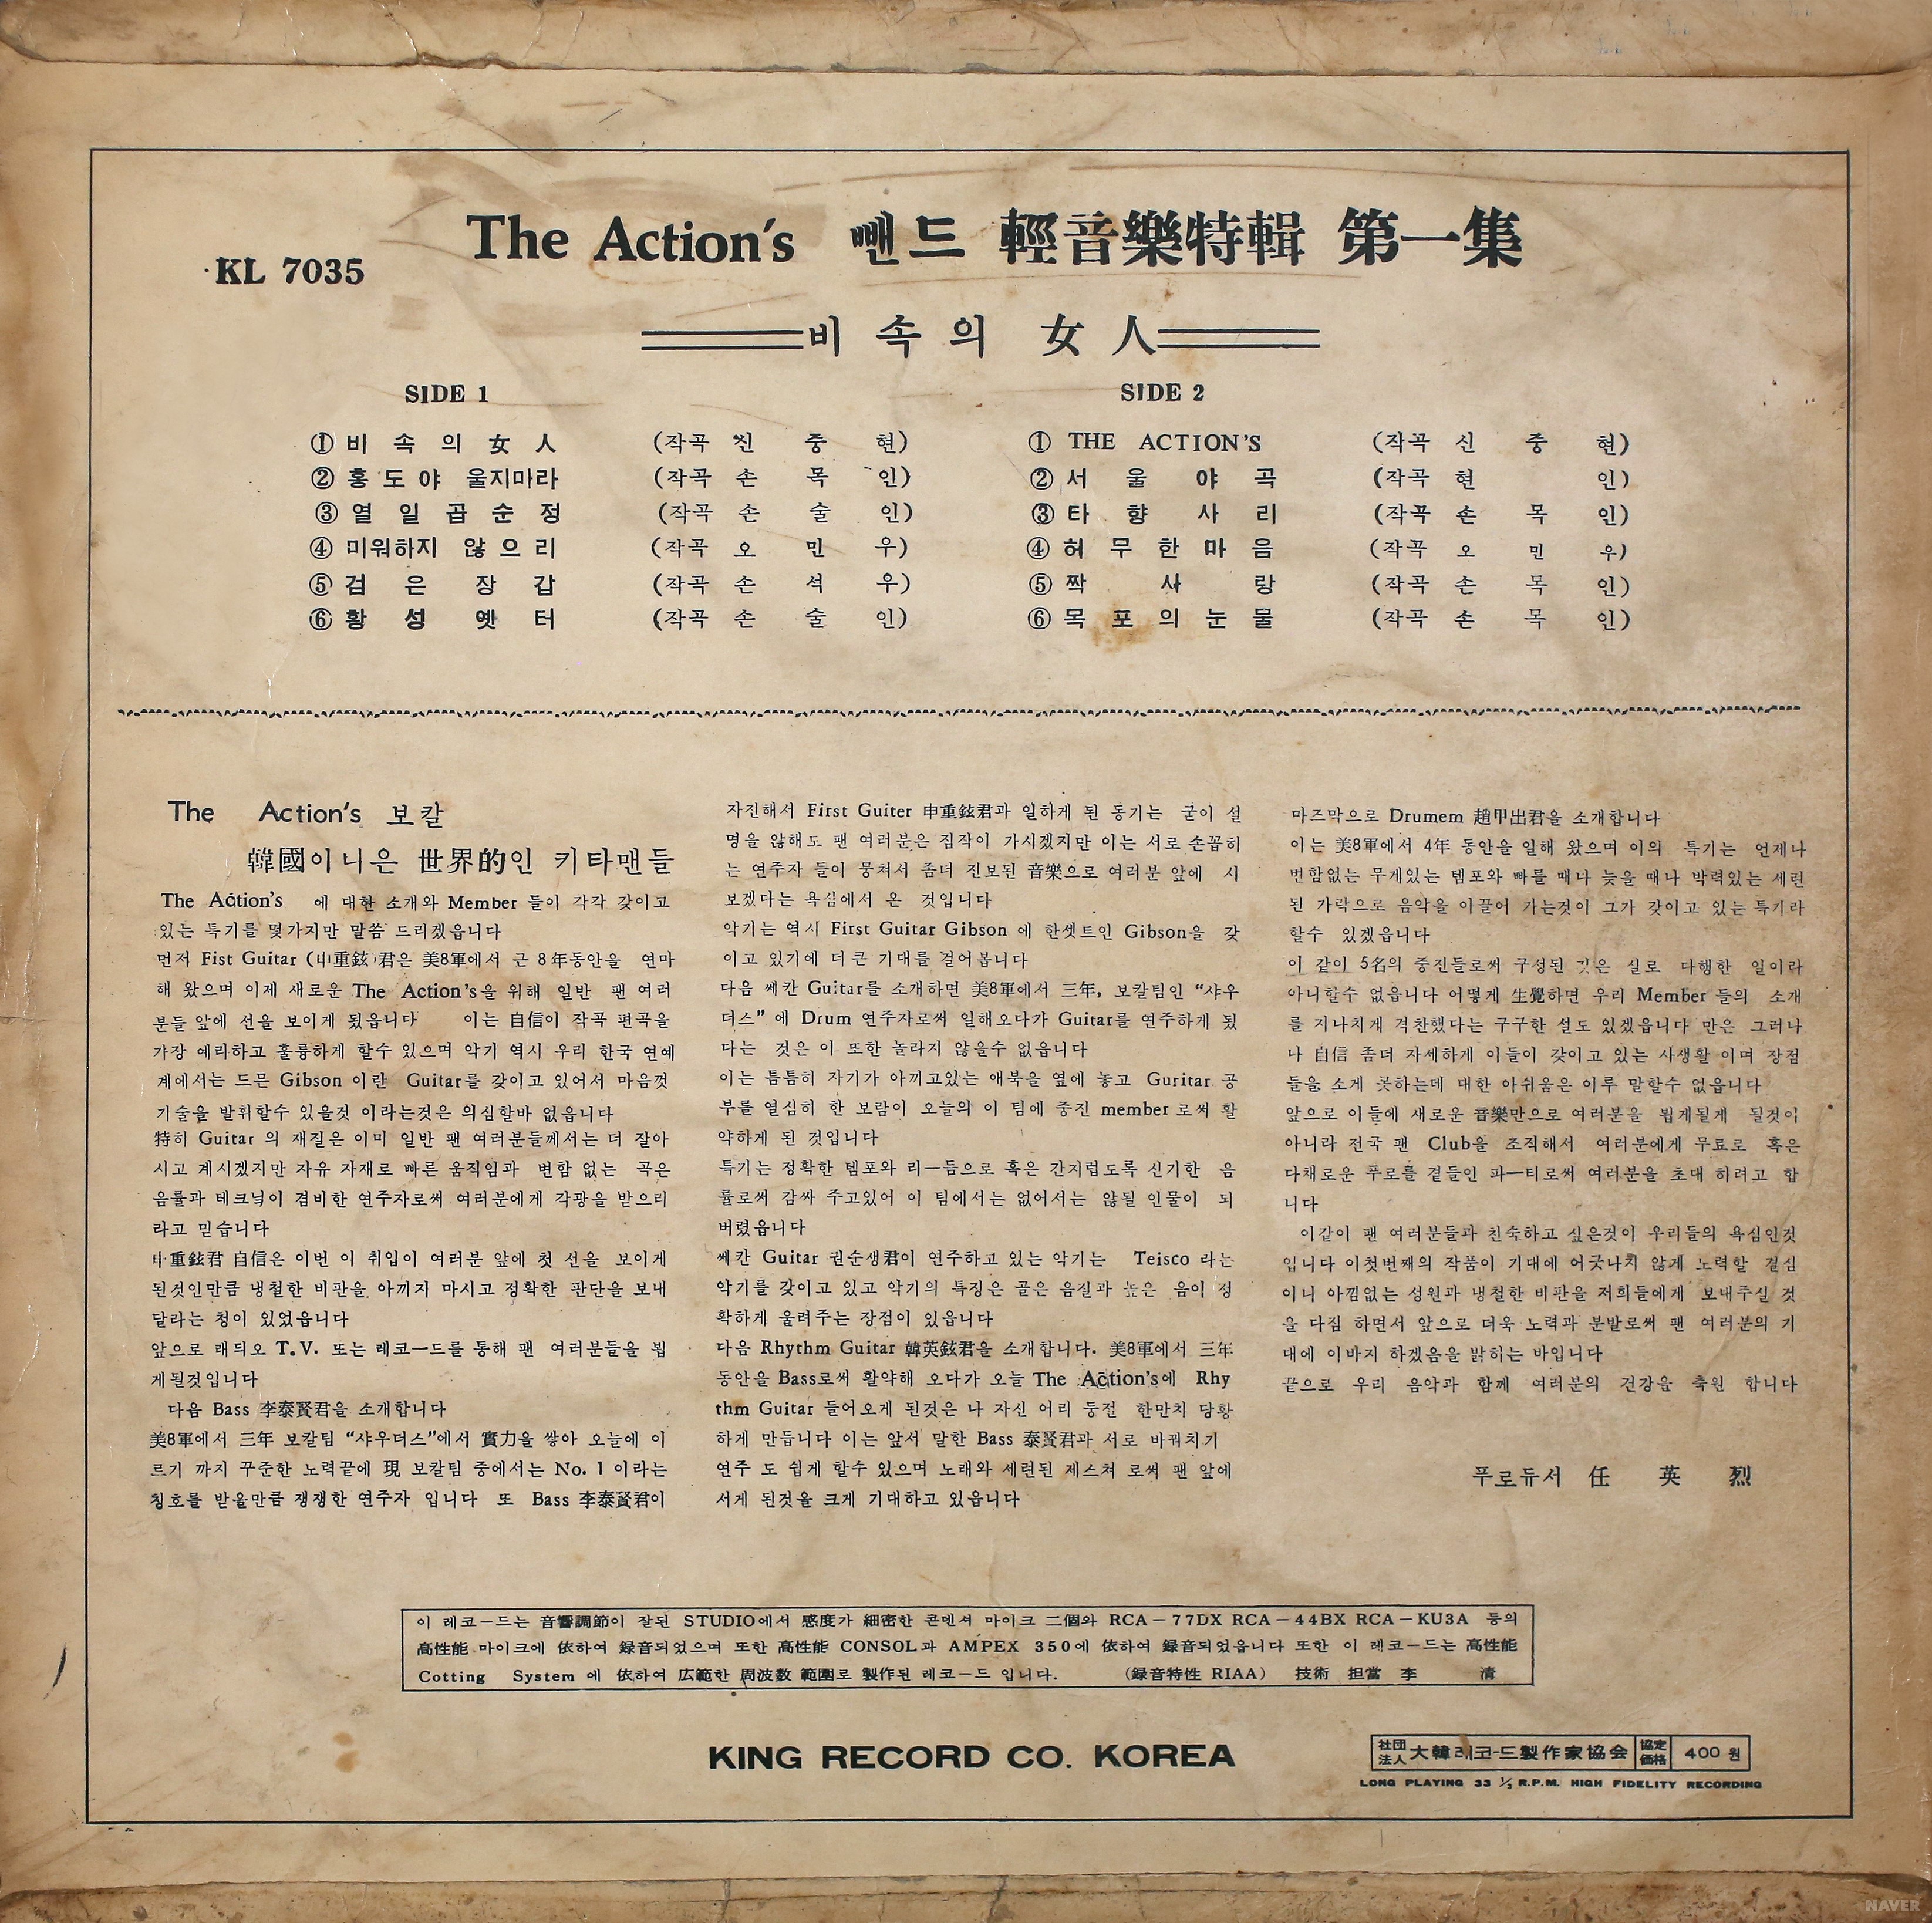 The Action's 뺀드 輕音樂特輯 第一集
KL 7035
비속의 女人
SIDE 1
① 비속의 女人 (작곡 신중현)
② 홍도야 울지마라 (작곡 손목인)
③ 열일곱순정 (작곡 손술인)
④ 미워하지 않으리 (작곡 오민우)
⑤ 검은장갑 (작곡 손석우)
⑥ 황성옛터 (작곡 손술인)
SIDE 2
① THE ACTION'S (작곡 신중현)
② 서울야곡 (작곡 현인)
③ 타향사리 (작곡 손목인)
④ 허무한마음 (작곡 오민우)
⑤ 짝사랑 (작곡 손목인)
⑥ 목포의눈물 (작곡 손목인)
The Action's 보칼
韓國이니은 世界的인 키타맨들
The Action's 에 대한 소개와 Member 들이 각각 갖이고
있는 특기를 몇가지만 말씀 드리겠읍니다
먼저 Fist Guitar (申重鉉)君은 美8軍에서 근 8年동안을 연마
해 왔으며 이제 새로운 The Action's을 위해 일반 팬 여러
분들 앞에 선을 보이게 됬읍니다 이는 自信이 작곡 편곡을
가장 예리하고 훌륭하게 할수 있으며 악기 역시 우리 한국 연예
계에서는 드믄 Gibson 이란 Guitar를 갖이고 있어서 마음껏
기술을 발휘할수 있을것 이라는것은 의심할바 없읍니다
特히 Guitar 의 재질은 이미 일반 팬 여러분들께서는 더 잘아
시고 계시겠지만 자유 자재로 빠른 움직임과 변함 없는 곡은
음률과 테크닉이 겸비한 연주자로써 여러분에게 각광을 받으리
라고 믿습니다
申重鉉君 自信은 이번 이 취입이 여러분 앞에 첫 선을 보이게
된것인만큼 냉철한 비판을 아끼지 마시고 정확한 판단을 보내
달라는 청이 있었읍니다
앞으로 래듸오 T.V. 또는 레코—드를 통해 팬 여러분들을 뵙
게될것입니다
다음 Bass 李泰賢君을 소개합니다
美8軍에서 三年 보칼팀 “샤우더스”에서 實力을 쌓아 오늘에 이
르기 까지 꾸준한 노력끝에 現 보칼팀 중에서는 No. 1 이라는
칭호를 받을만큼 쟁쟁한 연주자 입니다 또 Bass 李泰賢君이
자진해서 First Guiter 申重鉉君과 일하게 된 동기는 굳이 설
명을 않해도 팬 여러분은 짐작이 가시겠지만 이는 서로 손꼽히
는 연주자 들이 뭉쳐서 좀더 진보된 音樂으로 여러분 앞에 서
보겠다는 욕심에서 온 것입니다
악기는 역시 First Guitar Gibson 에 한셋트인 Gibson을 갖
이고 있기에 더큰 기대를 걸어봅니다
다음 쎄칸 Guitar를 소개하면 美8軍에서 三年, 보칼팀인 “샤우
더스” 에 Drum 연주자로써 일해오다가 Guitar를 연주하게 됬
다는 것은 이 또한 놀라지 않을수 없읍니다
이는 틈틈히 자기가 아끼고있는 애북을 옆에 놓고 Guritar 공
부를 열심히 한 보람이 오늘의 이 팀에 중진 member 로써 활
약하게 된 것입니다
특기는 정확한 템포와 리—듬으로 혹은 간지럽도록 신기한 음
률로써 감싸 주고있어 이 팀에서는 없어서는 않될 인물이 되
버렸읍니다
쎄칸 Guitar 권순생君이 연주하고 있는 악기는 Teisco 라는
악기를 갖이고 있고 악기의 특징은 골은 음질과 높은 음이 정
확하게 울려주는 장점이 있읍니다
다음 Rhythm Guitar 韓英鉉君을 소개합니다. 美8軍에서 三年
동안을 Bass로써 활약해 오다가 오늘 The Action's에 Rhy
thm Guitar 들어오게 된것은 나 자신 어리 둥절 한만치 당황
하게 만듭니다 이는 앞서 말한 Bass 泰賢君과 서로 바꿔치기
연주 도 쉽게 할수 있으며 노래와 세련된 제스쳐 로써 팬 앞에
서게 된것을 크게 기대하고 있읍니다
마즈막으로 Drumem 趙甲出君을 소개합니다
이는 美8軍에서 4年 동안을 일해 왔으며 이의 특기는 언제나
변함없는 무게있는 템포와 빠를 때나 늦을 때나 박력있는 세련
된 가락으로 음악을 이끌어 가는것이 그가 갖이고 있는 특기라
할수 있겠읍니다
이 같이 5名의 중진들로써 구성된 것은 실로 다행한 일이라
아니할수 없읍니다 어떻게 生覺하면 우리 Member 들의 소개
를 지나치게 격찬했다는 구구한 설도 있겠읍니다 만은 그러나
나 自信 좀더 자세하게 이들이 갖이고 있는 사생활 이며 장점
들을 소게 못하는데 대한 아쉬움은 이루 말할수 없읍니다
앞으로 이들에 새로운 音樂만으로 여러분을 뵙게될게 될것이
아니라 전국 팬 Club을 조직해서 여러분에게 무료로 혹은
다채로운 푸로를 곁들인 파—티로써 여러분을 초대 하려고 합
니다
이같이 팬 여러분들과 친숙하고 싶은것이 우리들의 욕심인것
입니다 이첫번째의 작품이 기대에 어긋나지 않게 노력할 결심
이니 아낌없는 성원과 냉철한 비판을 저희들에게 보내주실 것
을 다짐 하면서 앞으로 더욱 노력과 분발로써 팬 여러분의 기
대에 이바지 하겠음을 밝히는 바입니다
끝으로 우리 음악과 함께 여러분의 건강을 축원 합니다
푸로듀서 任英烈
이 레코—드는 音響調節이 잘된 STUDIO에서 感度가 細密한 콘덴셔 마이크 二個와 RCA－77DX RCA－44BX RCA－KU3A 등의
高性能 마이크에 依하여 録音되었으며 또한 高性能 CONSOL과 AMPEX 350에 依하여 録音되었읍니다 또한 이 레코—드는 高性能
Cotting System 에 依하여 広範한 周波数 範圍로 製作된 레코—드 입니다. (録音特性 RIAA) 技術 担當 李 淸
KING RECORD CO. KOREA
社団法人 大韓레코-드製作家協会 協定価格 400 원
LONG PLAYING 33 ⅓ R.P.M. HIGH FIDELITY RECORDING
NAVER